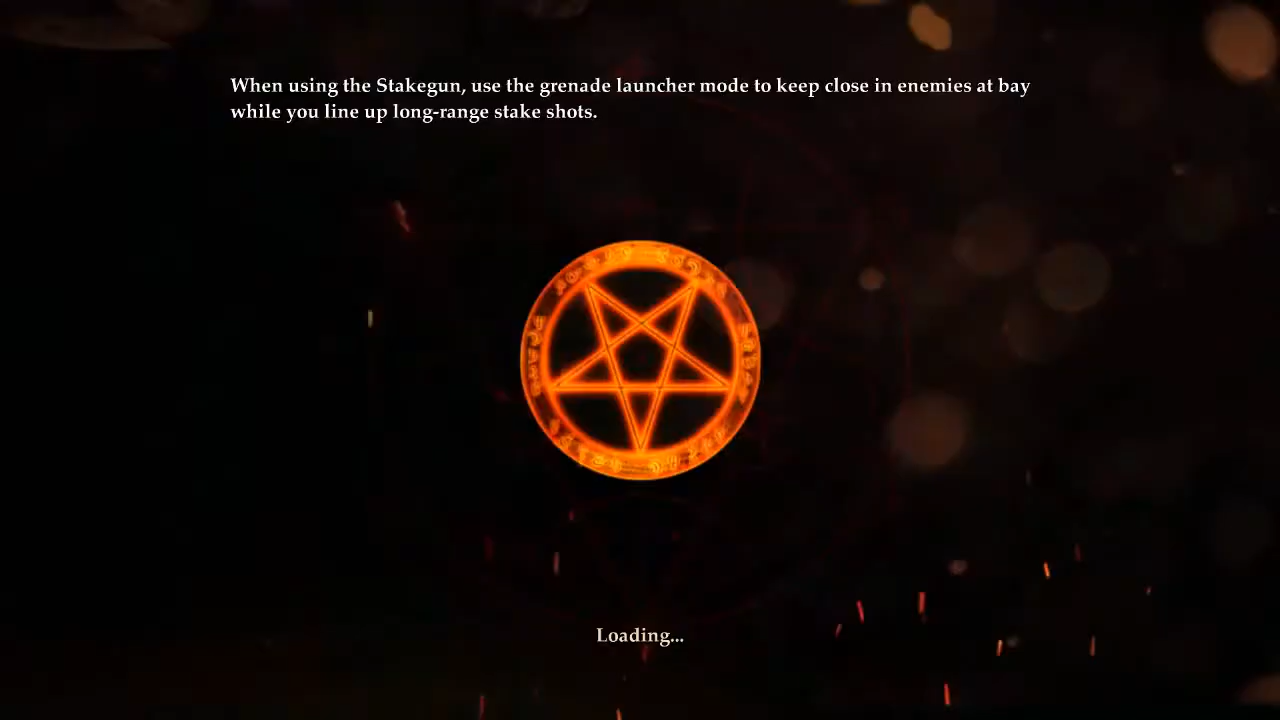 When using the Stakegun, use the grenade launcher mode to keep close in enemies at bay
while you line up long-range stake shots.
Loading...